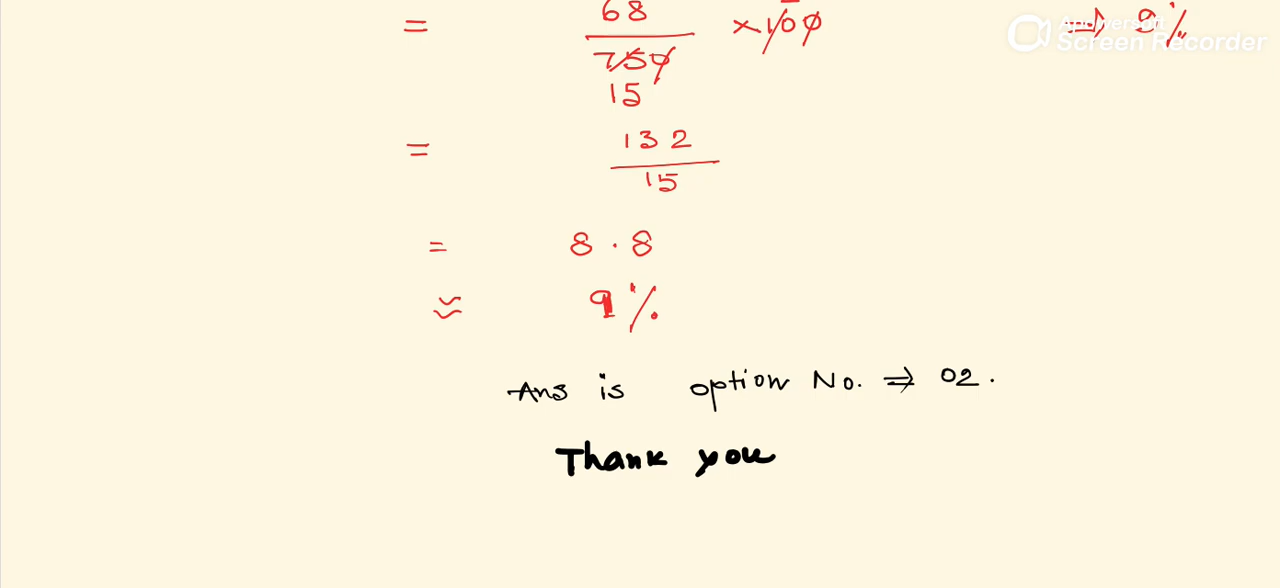 = 68 ×100 ⇒ 9%
750
15
= 132
15
= 8.8
≈ 9%
Ans is option No. ⇒ 02.
Thank you
Apowersoft
Screen Recorder